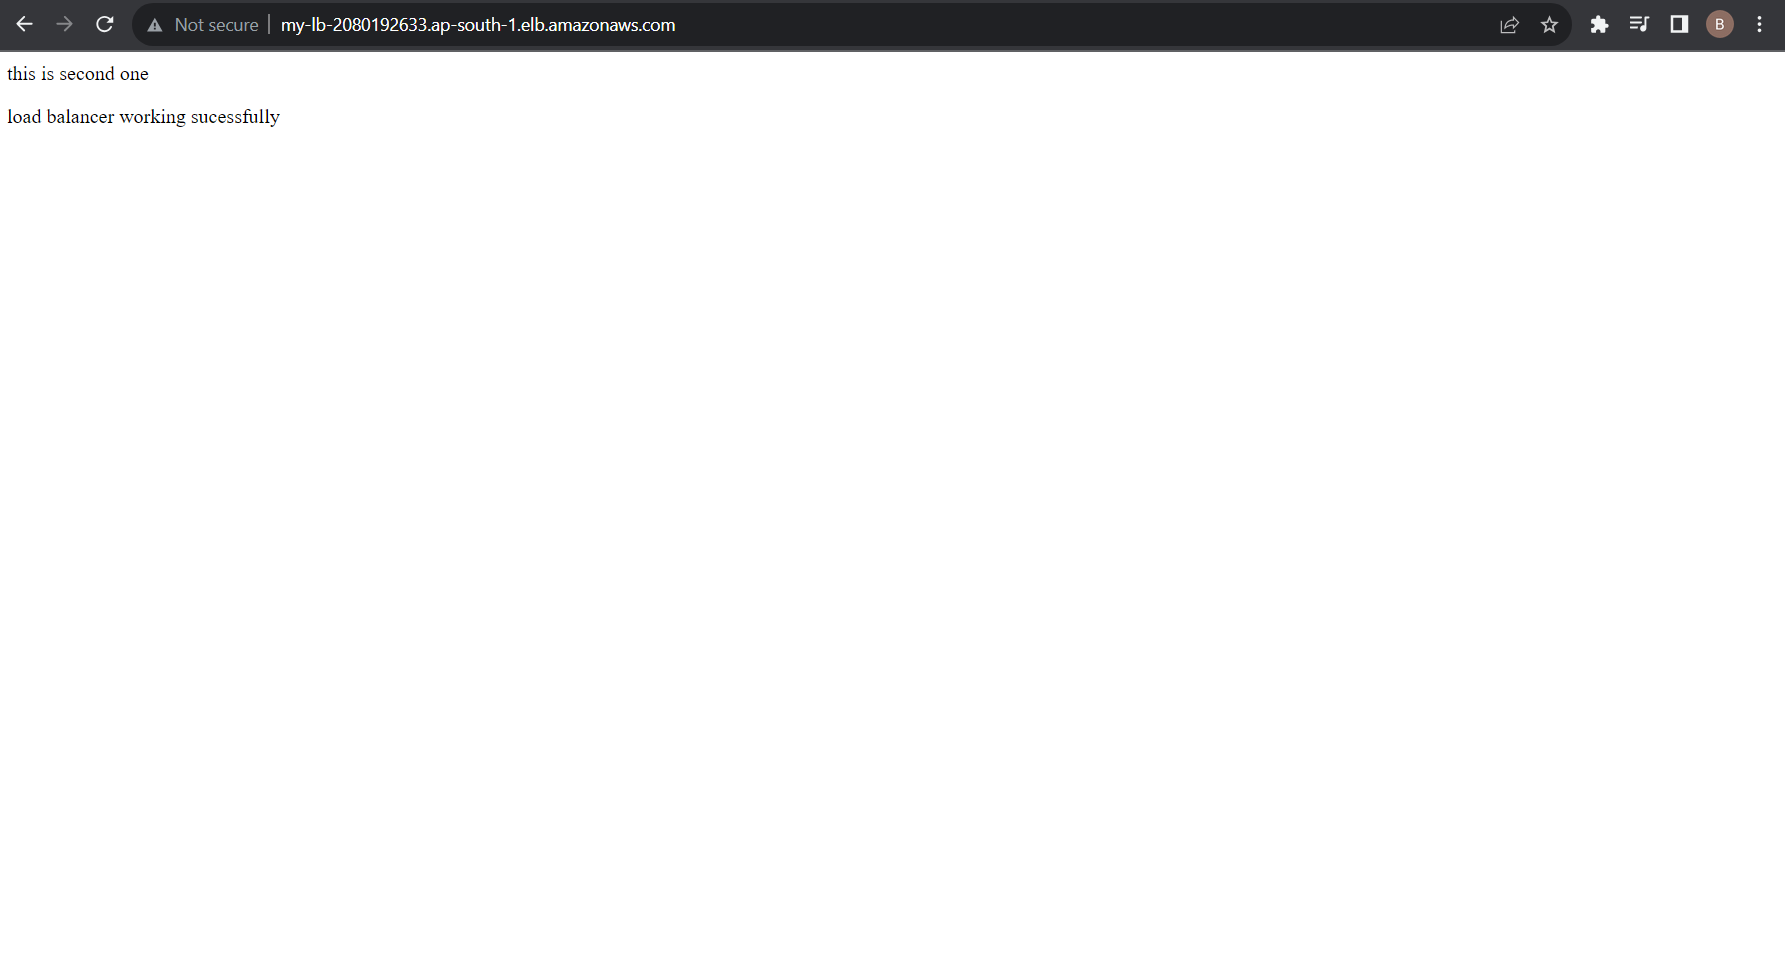 Not secure my-lb-2080192633.ap-south-1.elb.amazonaws.com B
this is second one
load balancer working sucessfully